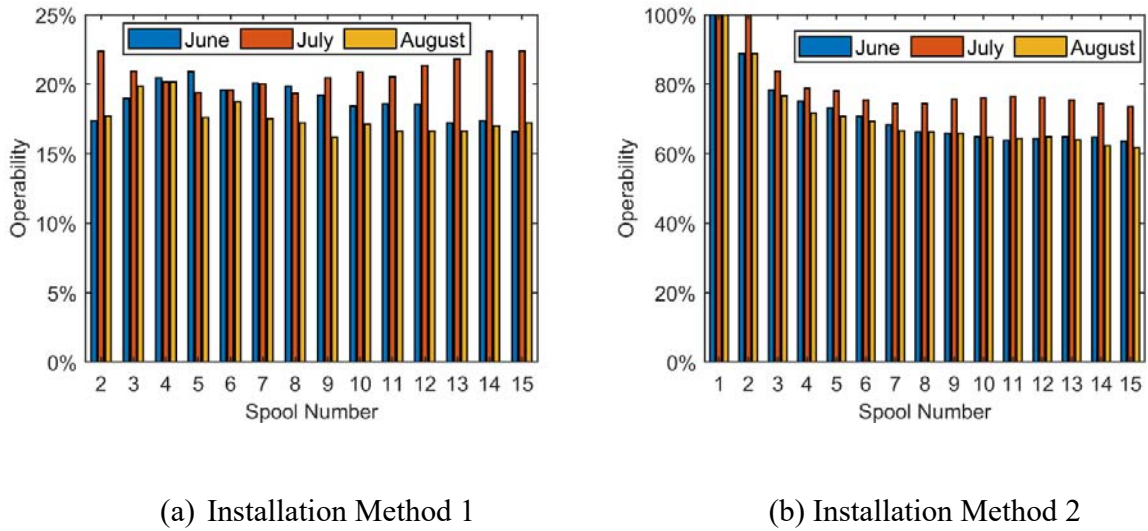 25%
20%
15%
10%
5%
0%
Operability
June July August
2 3 4 5 6 7 8 9 10 11 12 13 14 15
Spool Number
(a) Installation Method 1
100%
80%
60%
40%
20%
0%
Operability
June July August
1 2 3 4 5 6 7 8 9 10 11 12 13 14 15
Spool Number
(b) Installation Method 2